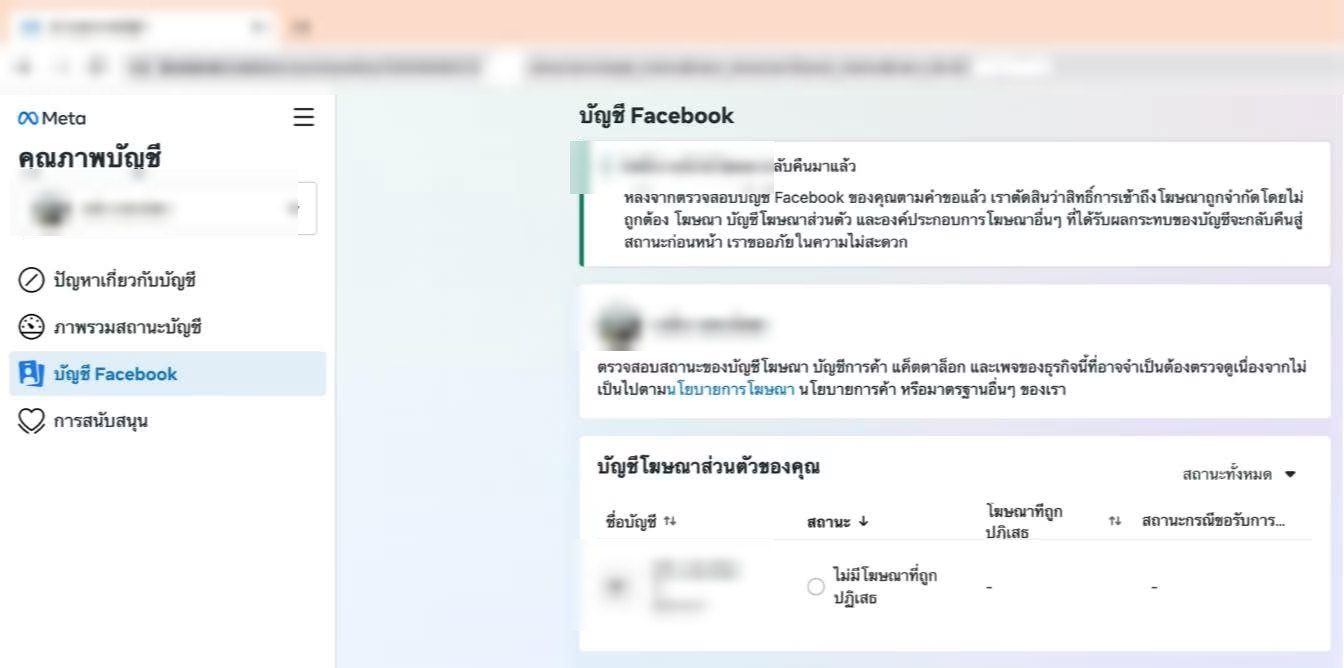 Meta
คุณภาพบัญชี
ปัญหาเกี่ยวกับบัญชี
ภาพรวมสถานะบัญชี
บัญชี Facebook
การสนับสนุน
บัญชี Facebook
ลับคืนมาแล้ว
หลังจากตรวจสอบบัญชี Facebook ของคุณตามคำขอแล้ว เราตัดสินว่าสิทธิ์การเข้าถึงโฆษณาถูกจำกัดโดยไม่
ถูกต้อง โฆษณา บัญชีโฆษณาส่วนตัว และองค์ประกอบการโฆษณาอื่นๆ ที่ได้รับผลกระทบของบัญชีจะกลับคืนสู่
สถานะก่อนหน้า เราขออภัยในความไม่สะดวก
ตรวจสอบสถานะของบัญชีโฆษณา บัญชีการค้า แค็ตตาล็อก และเพจของธุรกิจนี้ที่อาจจำเป็นต้องตรวจดูเนื่องจากไม่
เป็นไปตามนโยบายการโฆษณา นโยบายการค้า หรือมาตรฐานอื่นๆ ของเรา
บัญชีโฆษณาส่วนตัวของคุณ
สถานะทั้งหมด
ชื่อบัญชี
สถานะ
โฆษณาที่ถูก
ปฏิเสธ
สถานะกรณีขอรับการ...
ไม่มีโฆษณาที่ถูก
ปฏิเสธ
-
-